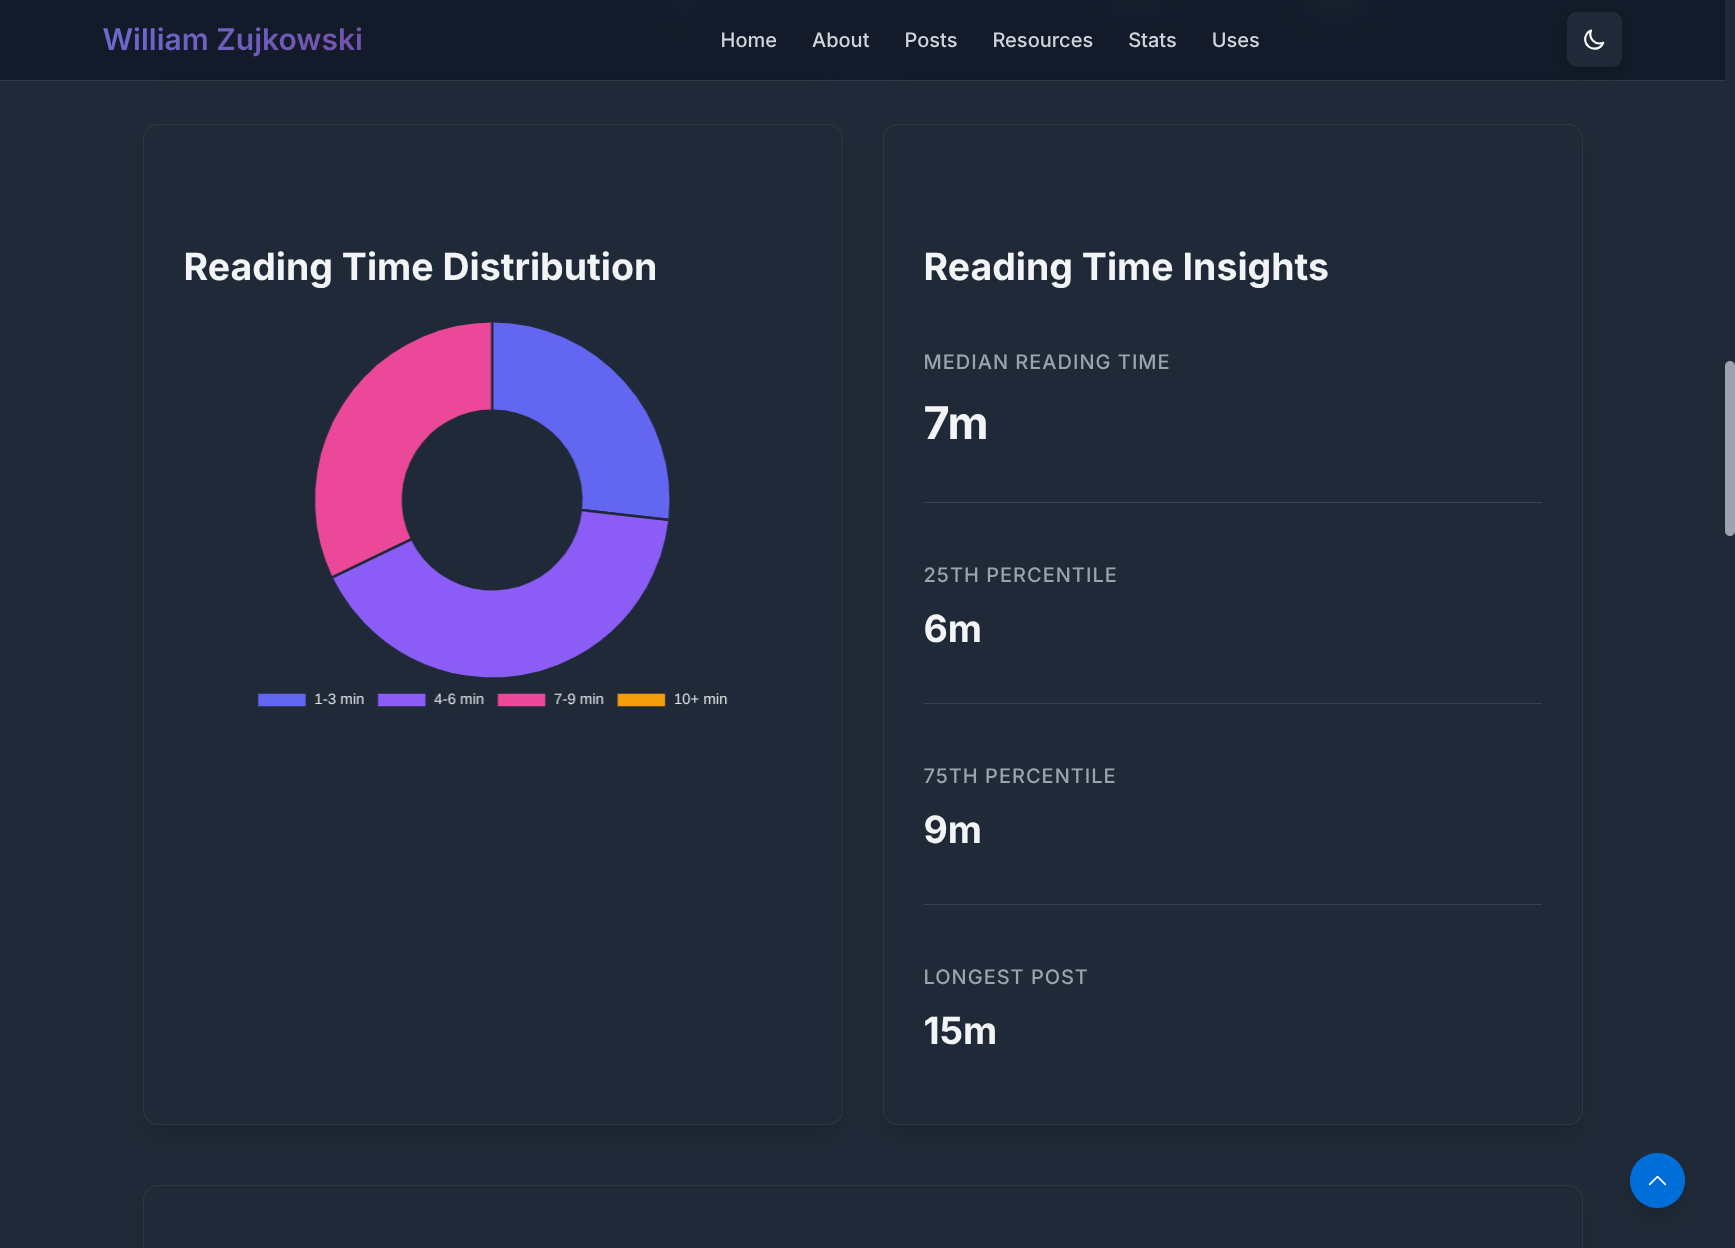 William Zujkowski
Home About Posts Resources Stats Uses
Reading Time Distribution
1-3 min 4-6 min 7-9 min 10+ min
Reading Time Insights
MEDIAN READING TIME
7m
25TH PERCENTILE
6m
75TH PERCENTILE
9m
LONGEST POST
15m